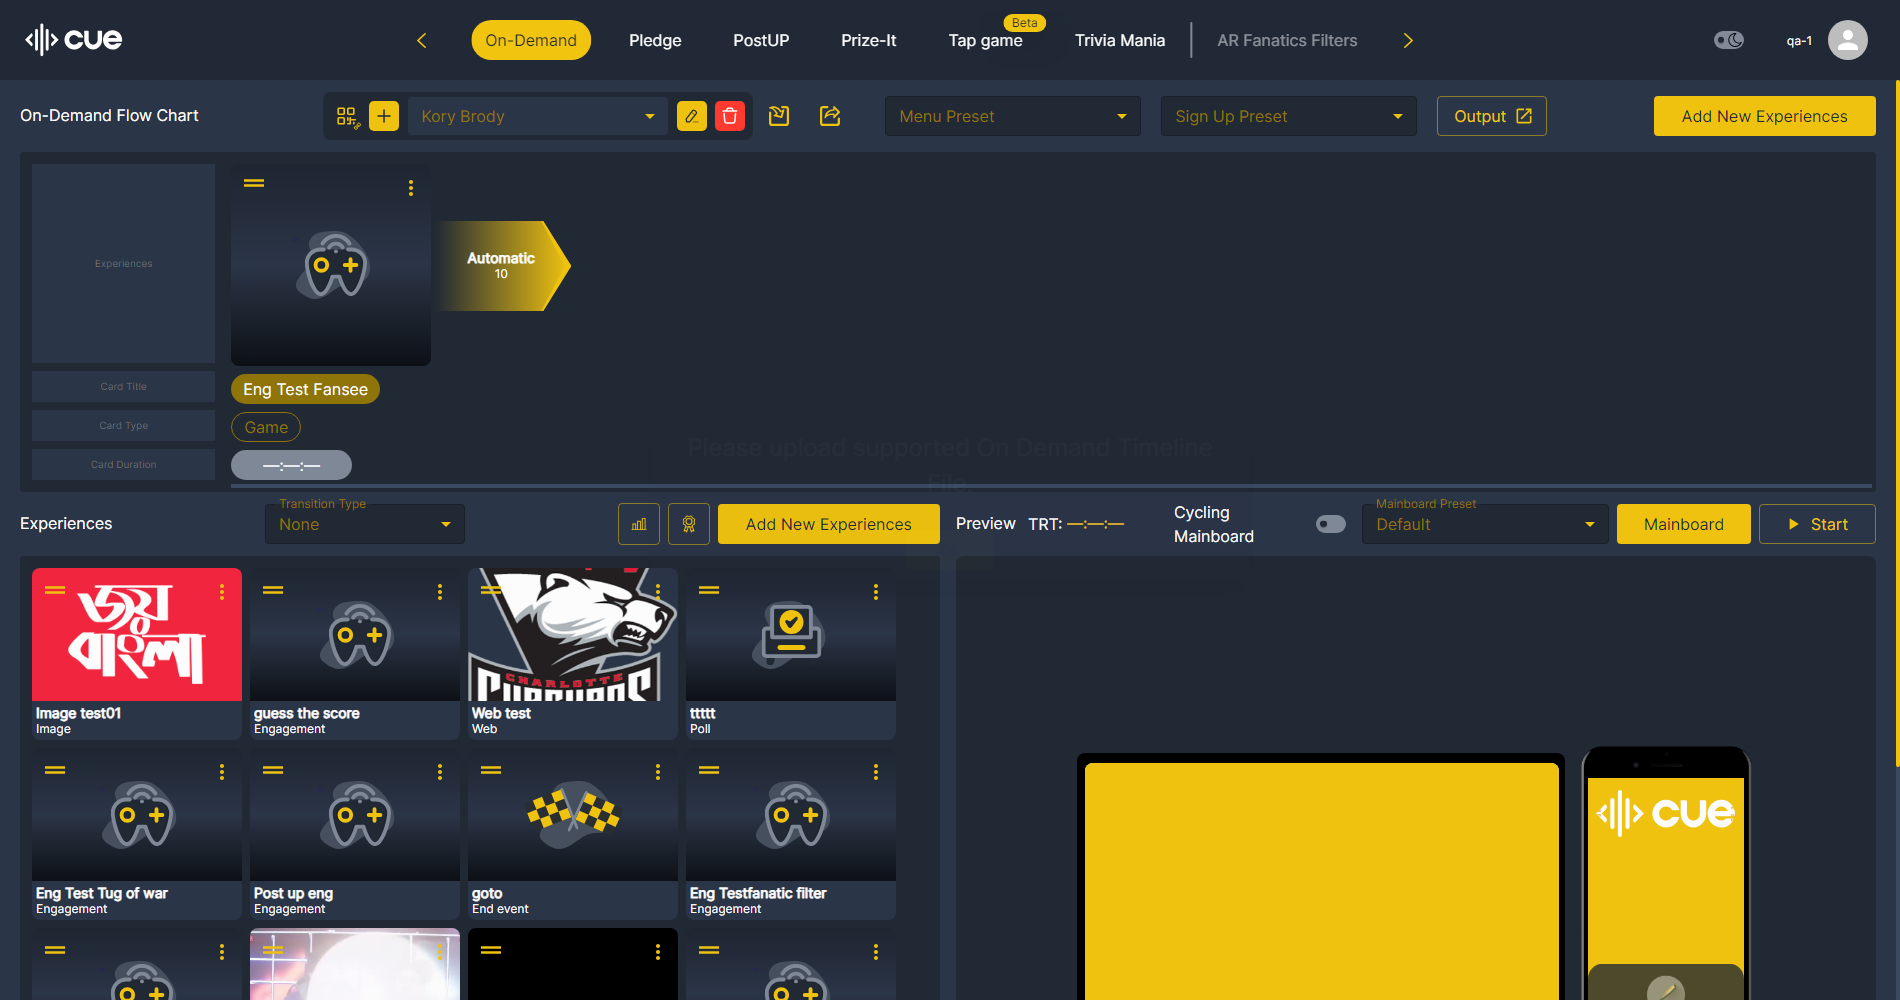 cue
On-Demand
Pledge
PostUP
Prize-It
Beta
Tap game
Trivia Mania
AR Fanatics Filters
qa-1
On-Demand Flow Chart
Kory Brody
Menu Preset
Sign Up Preset
Output
Add New Experiences
Experiences
Automatic
10
Card Title
Eng Test Fansee
Card Type
Game
Card Duration
—:—:—
Please upload supported On Demand Timeline
File.
Experiences
Transition Type
None
Add New Experiences
Preview
TRT: —:—:—
Cycling
Mainboard
Mainboard Preset
Default
Mainboard
Start
জয়
বাংলা
CHARLOTTE
Image test01
Image
guess the score
Engagement
Web test
Web
ttttt
Poll
Eng Test Tug of war
Engagement
Post up eng
Engagement
goto
End event
Eng Testfanatic filter
Engagement
cue